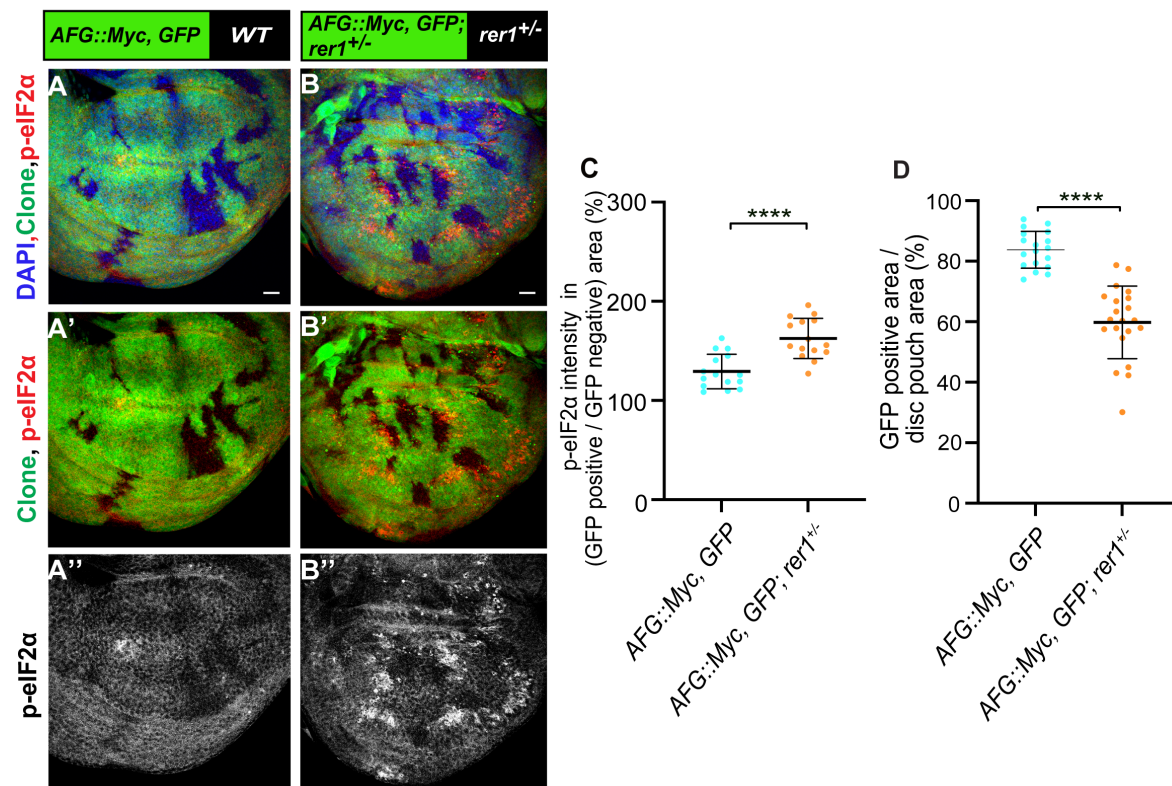 AFG::Myc, GFP WT
AFG::Myc, GFP;
rer1+/- rer1+/-
A
B
DAPI,Clone,p-eIF2α
A'
B'
Clone, p-eIF2α
A''
B''
p-eIF2α
C
p-eIF2α intensity in
(GFP positive / GFP negative) area (%)
300
200
100
0
****
AFG::Myc, GFP
AFG::Myc, GFP; rer1+/-
D
GFP positive area /
disc pouch area (%)
100
80
60
40
20
0
****
AFG::Myc, GFP
AFG::Myc, GFP; rer1+/-